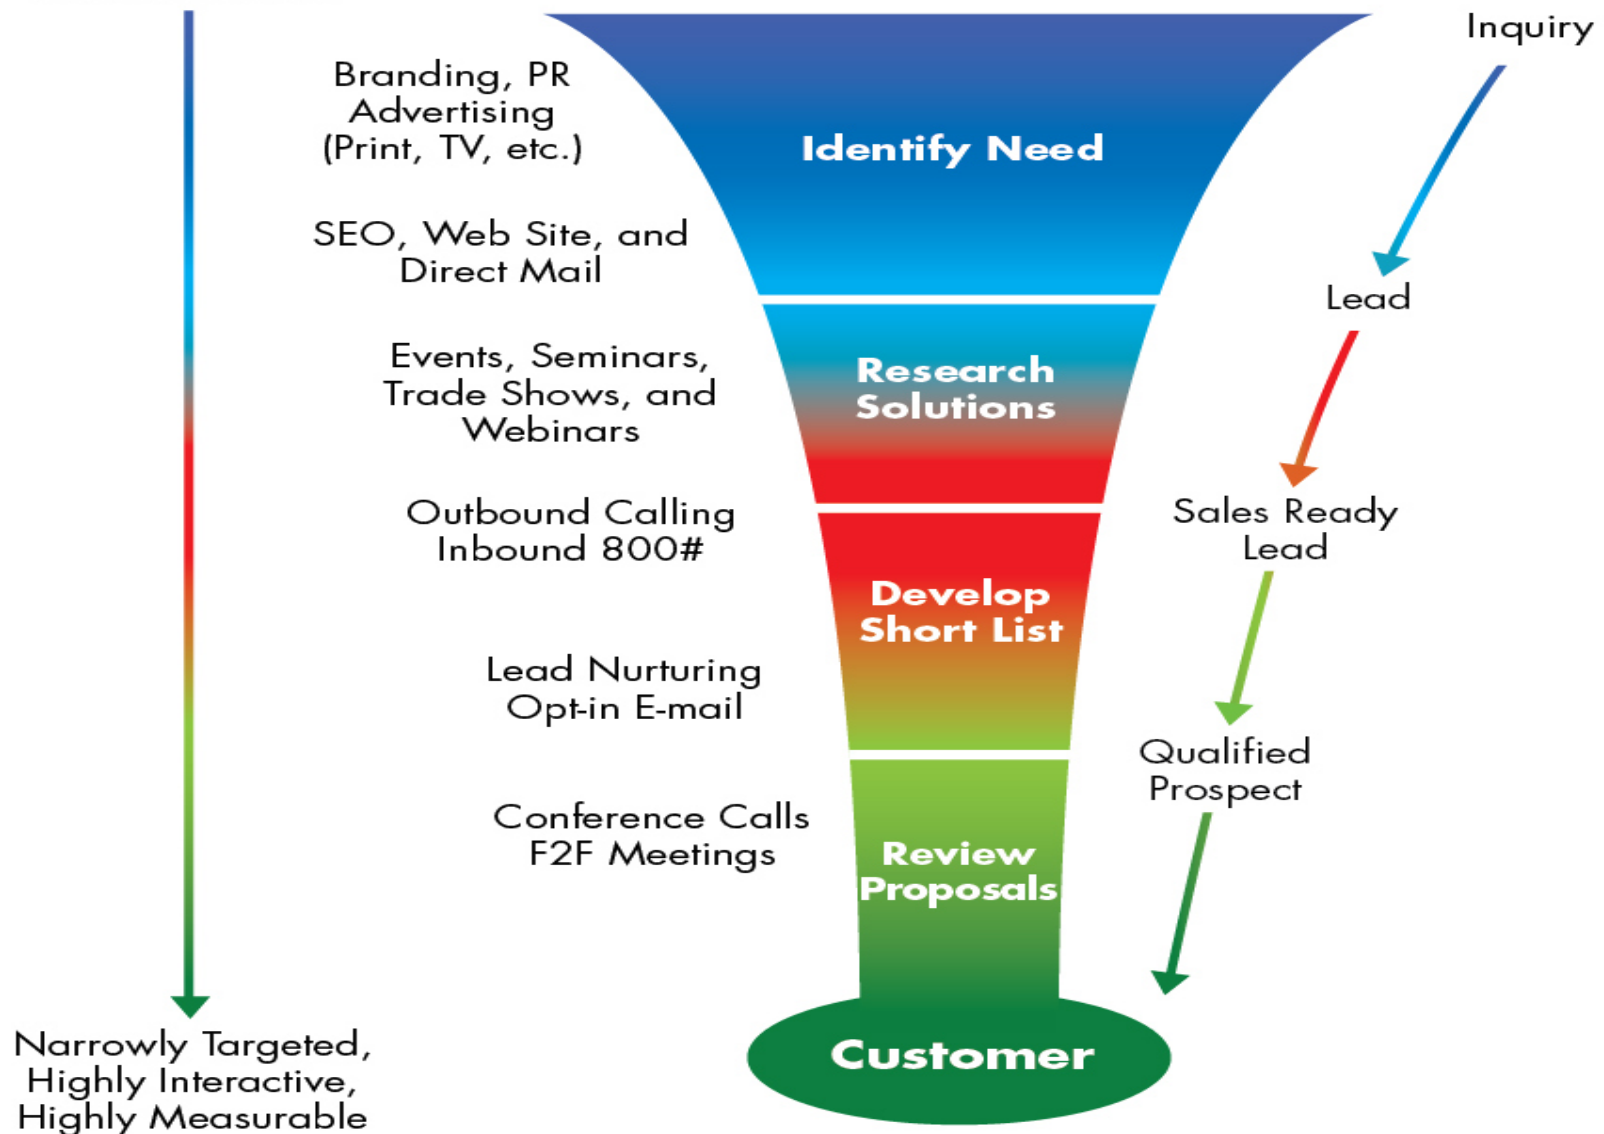 Inquiry
Branding, PR
Advertising
(Print, TV, etc.)
Identify Need
SEO, Web Site, and
Direct Mail
Lead
Events, Seminars,
Trade Shows, and
Webinars
Research
Solutions
Outbound Calling
Inbound 800#
Sales Ready
Lead
Develop
Short List
Lead Nurturing
Opt-in E-mail
Qualified
Prospect
Conference Calls
F2F Meetings
Review
Proposals
Narrowly Targeted,
Highly Interactive,
Highly Measurable
Customer